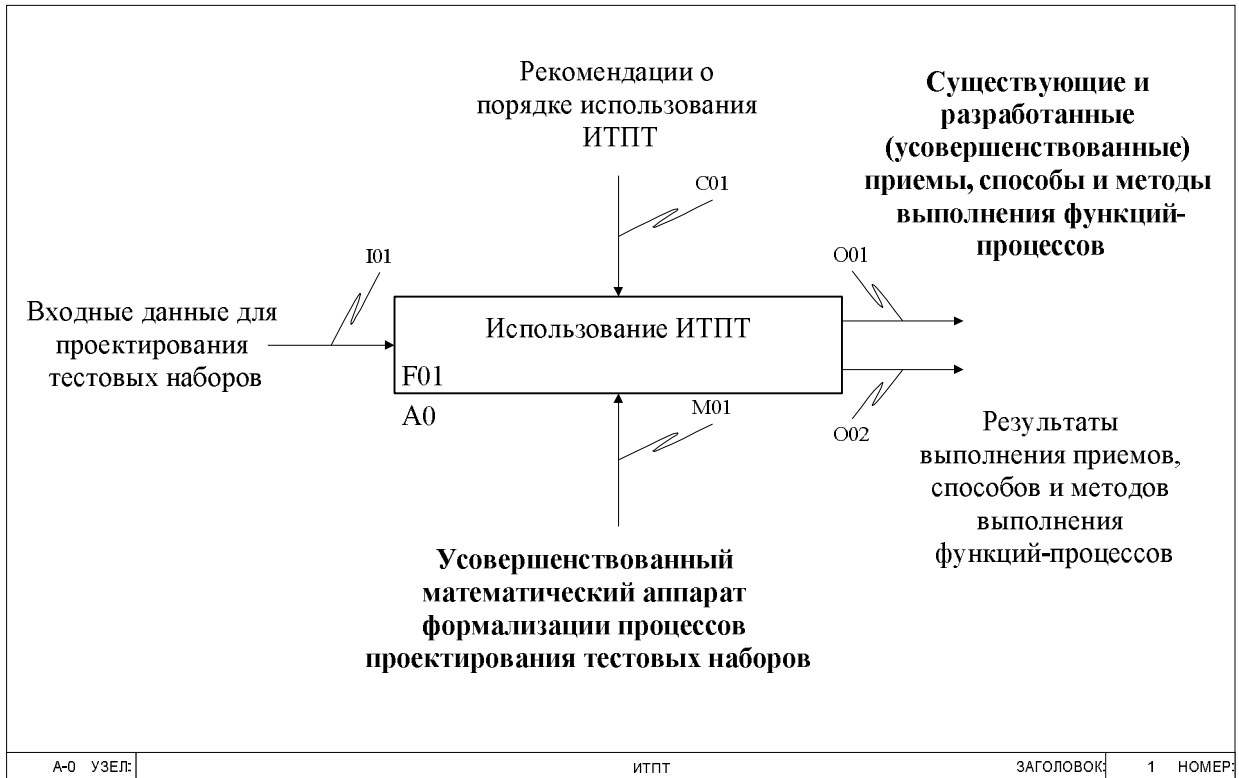 Рекомендации о
порядке использования
ИТПТ
Существующие и
разработанные
(усовершенствованные)
приемы, способы и методы
выполнения функций-
процессов
C01
I01
O01
Входные данные для
проектирования
тестовых наборов
Использование ИТПТ
F01
A0
M01
O02
Результаты
выполнения приемов,
способов и методов
выполнения
функций-процессов
Усовершенствованный
математический аппарат
формализации процессов
проектирования тестовых наборов
A-0 УЗЕЛ: ИТПТ ЗАГОЛОВОК: 1 НОМЕР: